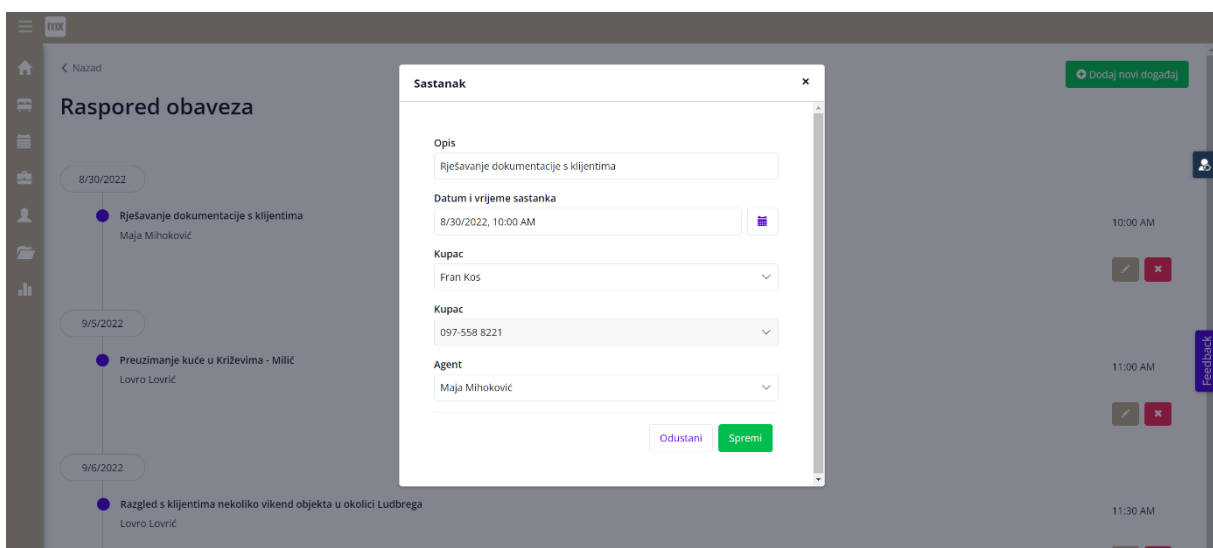 mx
Nazad
Dodaj novi događaj
Raspored obaveza
8/30/2022
Rješavanje dokumentacije s klijentima
Maja Mihoković
10:00 AM
9/5/2022
Preuzimanje kuće u Križevima - Milić
Lovro Lovrić
11:00 AM
9/6/2022
Razgled s klijentima nekoliko vikend objekta u okolici Ludbrega
Lovro Lovrić
11:30 AM
Sastanak
Opis
Rješavanje dokumentacije s klijentima
Datum i vrijeme sastanka
8/30/2022, 10:00 AM
Kupac
Fran Kos
Kupac
097-558 8221
Agent
Maja Mihoković
Odustani Spremi
Feedback